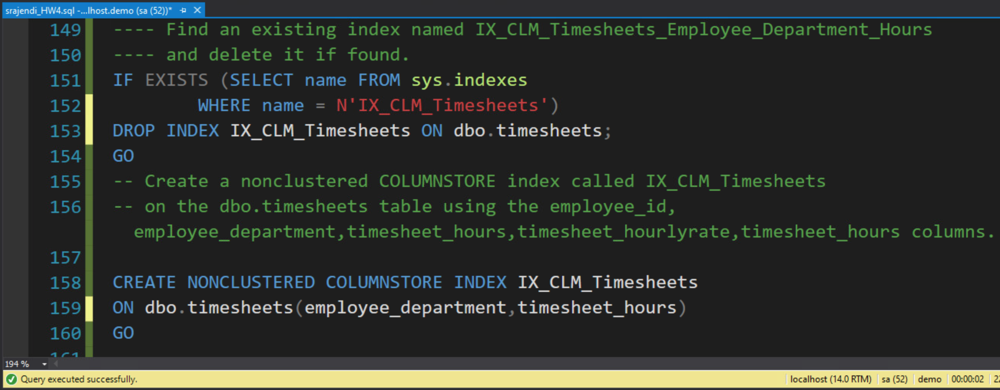 srajendi_HW4.sql -...lhost.demo (sa (52))*
149 ---- Find an existing index named IX_CLM_Timesheets_Employee_Department_Hours
150 ---- and delete it if found.
151 IF EXISTS (SELECT name FROM sys.indexes
152 WHERE name = N'IX_CLM_Timesheets')
153 DROP INDEX IX_CLM_Timesheets ON dbo.timesheets;
154 GO
155 -- Create a nonclustered COLUMNSTORE index called IX_CLM_Timesheets
156 -- on the dbo.timesheets table using the employee_id,
employee_department,timesheet_hours,timesheet_hourlyrate,timesheet_hours columns.
157
158 CREATE NONCLUSTERED COLUMNSTORE INDEX IX_CLM_Timesheets
159 ON dbo.timesheets(employee_department,timesheet_hours)
160 GO
161
194 %
Query executed successfully. localhost (14.0 RTM) sa (52) demo 00:00:02